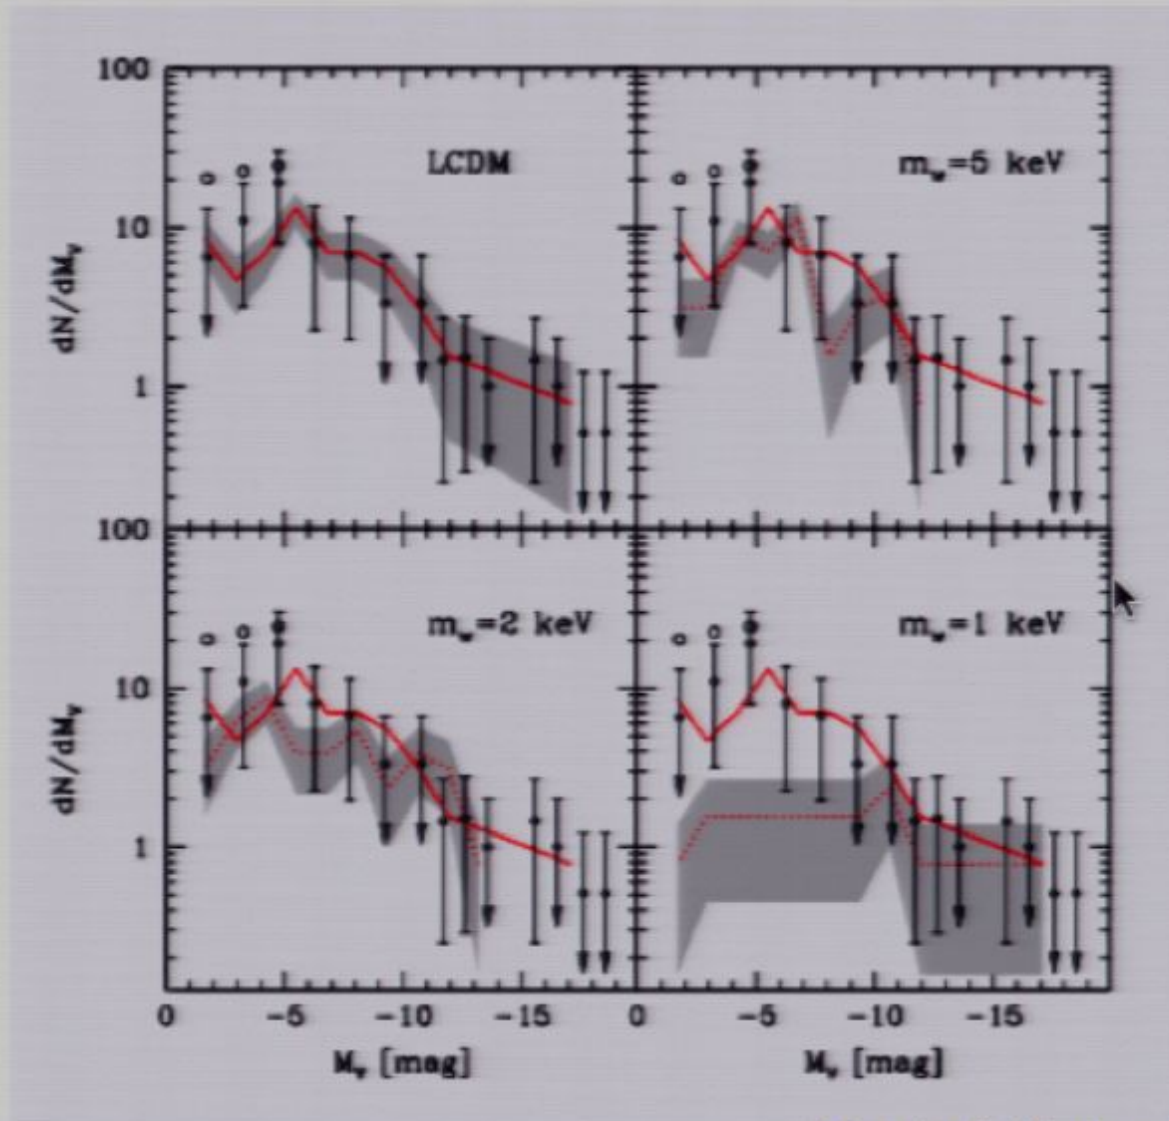 100
LCDM
m_w=5 keV
10
dN/dM_v
1
100
m_w=2 keV
m_w=1 keV
10
dN/dM_v
1
0 -5 -10 -15 0 -5 -10 -15
M_v [mag] M_v [mag]